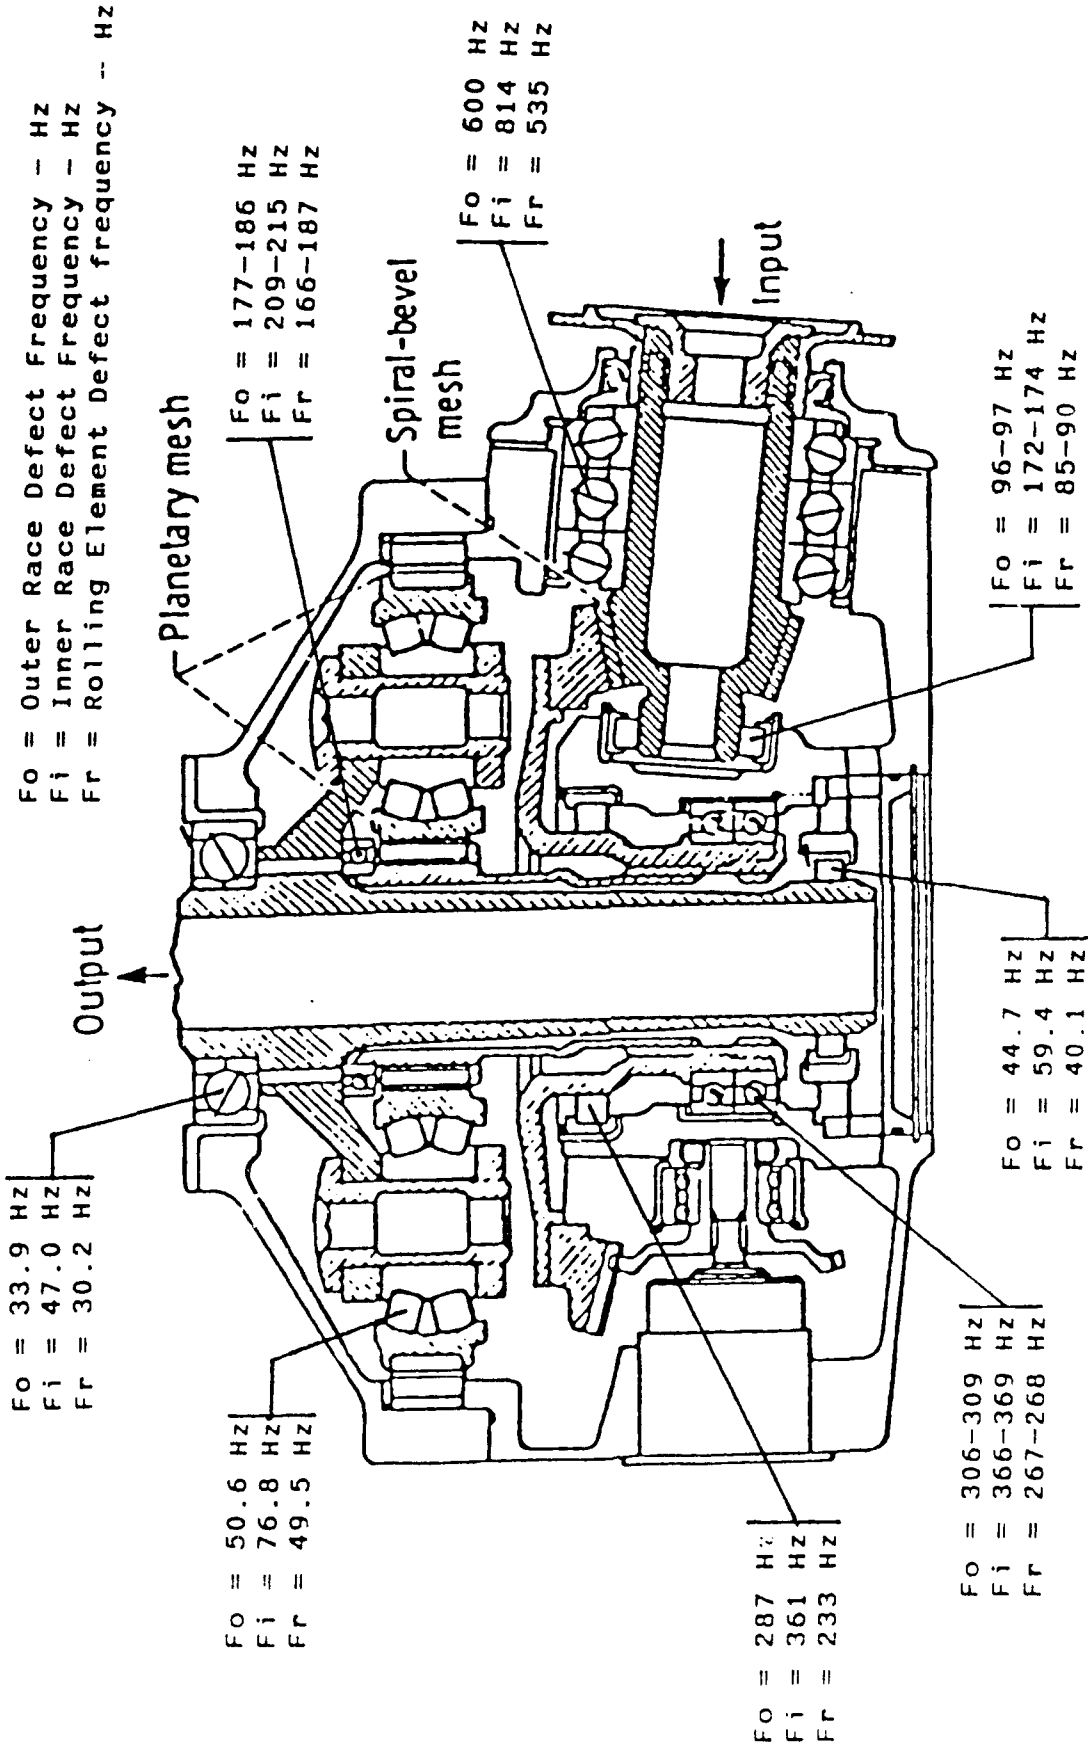 Fo = Outer Race Defect Frequency - Hz
Fi = Inner Race Defect Frequency - Hz
Fr = Rolling Element Defect frequency -- Hz
Fo = 33.9 Hz
Fi = 47.0 Hz
Fr = 30.2 Hz
Output
Planetary mesh
Fo = 177-186 Hz
Fi = 209-215 Hz
Fr = 166-187 Hz
Spiral-bevel
mesh
Fo = 600 Hz
Fi = 814 Hz
Fr = 535 Hz
Input
Fo = 50.6 Hz
Fi = 76.8 Hz
Fr = 49.5 Hz
Fo = 287 Hz
Fi = 361 Hz
Fr = 233 Hz
Fo = 306-309 Hz
Fi = 366-369 Hz
Fr = 267-268 Hz
Fo = 44.7 Hz
Fi = 59.4 Hz
Fr = 40.1 Hz
Fo = 96-97 Hz
Fi = 172-174 Hz
Fr = 85-90 Hz